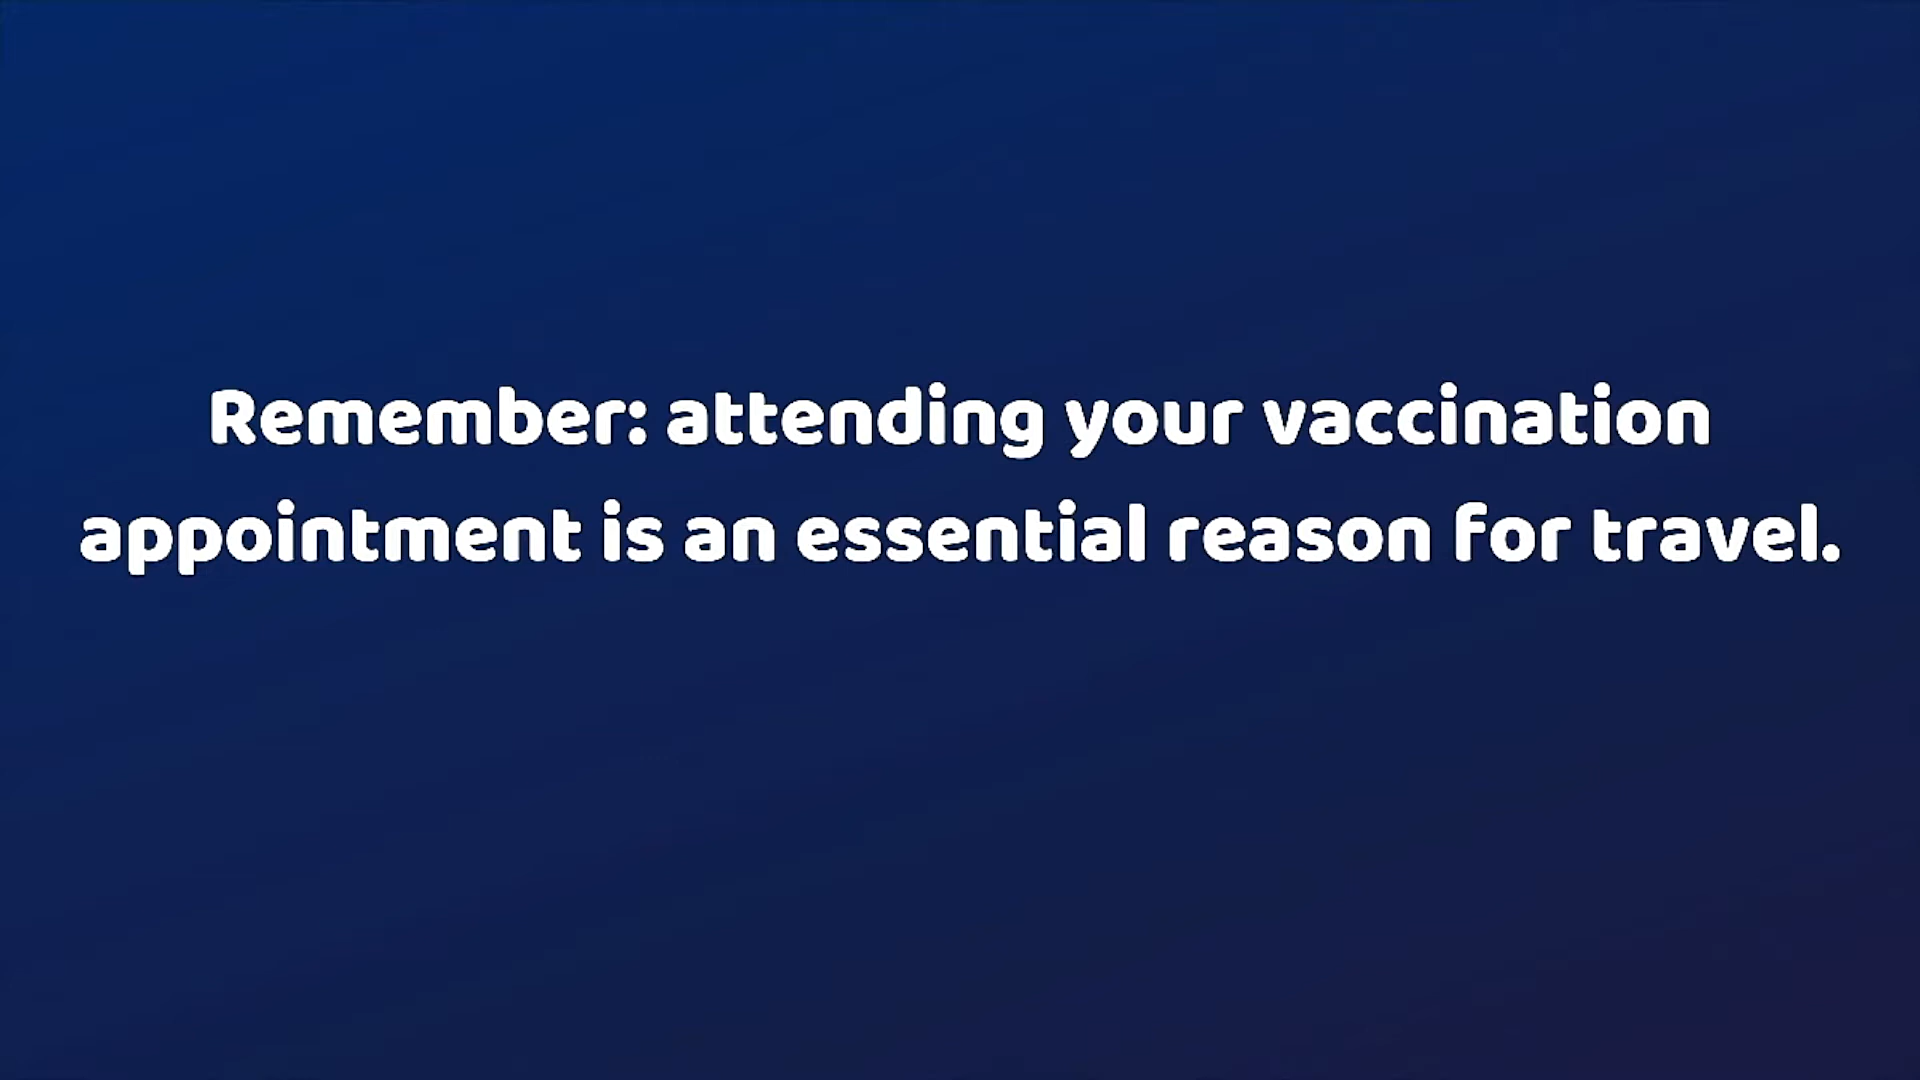 Remember: attending your vaccination
appointment is an essential reason for travel.